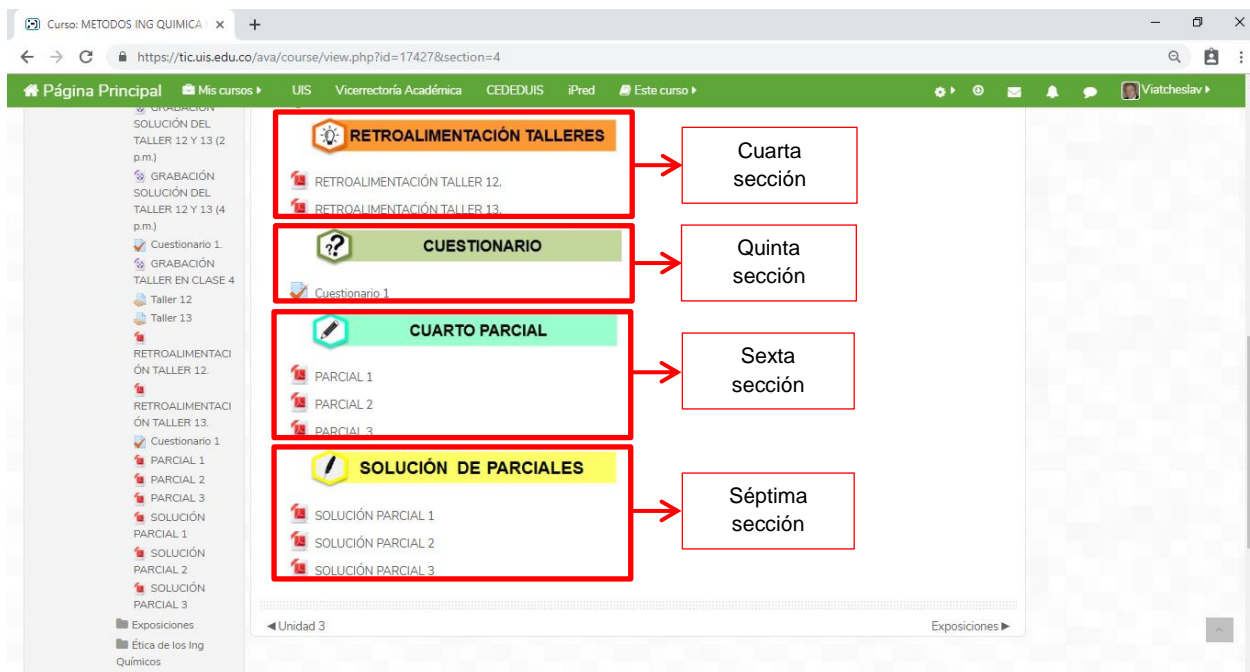 Curso: METODOS ING QUIMICA
https://tic.uis.edu.co/ava/course/view.php?id=17427&section=4
Página Principal Mis cursos UIS Vicerrectoría Académica CEDEDUIS iPred Este curso Viatcheslav
GRABACIÓN
SOLUCIÓN DEL
TALLER 12 Y 13 (2
p.m.)
GRABACIÓN
SOLUCIÓN DEL
TALLER 12 Y 13 (4
p.m.)
Cuestionario 1.
GRABACIÓN
TALLER EN CLASE 4
Taller 12
Taller 13
RETROALIMENTACI
ÓN TALLER 12.
RETROALIMENTACI
ÓN TALLER 13.
Cuestionario 1
PARCIAL 1
PARCIAL 2
PARCIAL 3
SOLUCIÓN
PARCIAL 1
SOLUCIÓN
PARCIAL 2
SOLUCIÓN
PARCIAL 3
Exposiciones
Ética de los Ing
Químicos
RETROALIMENTACIÓN TALLERES
RETROALIMENTACIÓN TALLER 12.
RETROALIMENTACIÓN TALLER 13.
Cuarta
sección
CUESTIONARIO
Cuestionario 1
Quinta
sección
CUARTO PARCIAL
PARCIAL 1
PARCIAL 2
PARCIAL 3
Sexta
sección
SOLUCIÓN DE PARCIALES
SOLUCIÓN PARCIAL 1
SOLUCIÓN PARCIAL 2
SOLUCIÓN PARCIAL 3
Séptima
sección
Unidad 3
Exposiciones